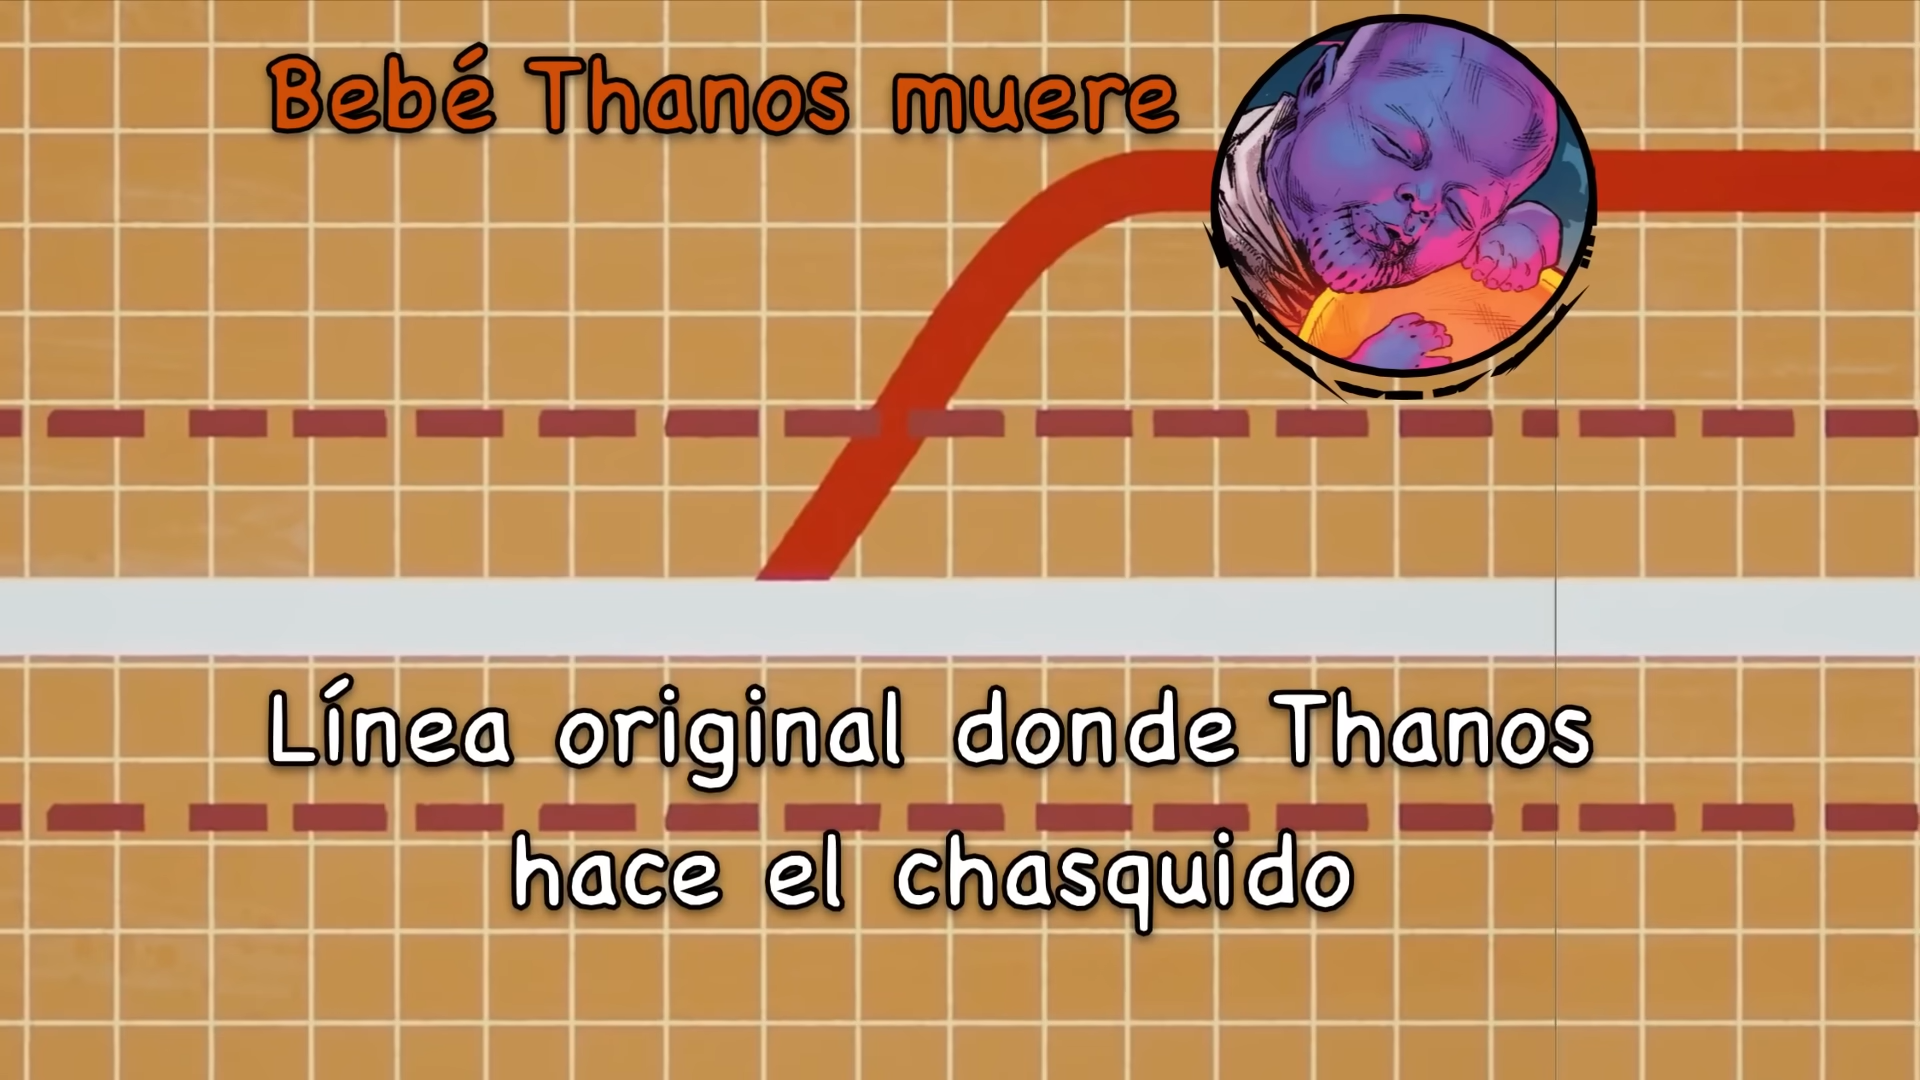 Bebé Thanos muere
Línea original donde Thanos
hace el chasquido